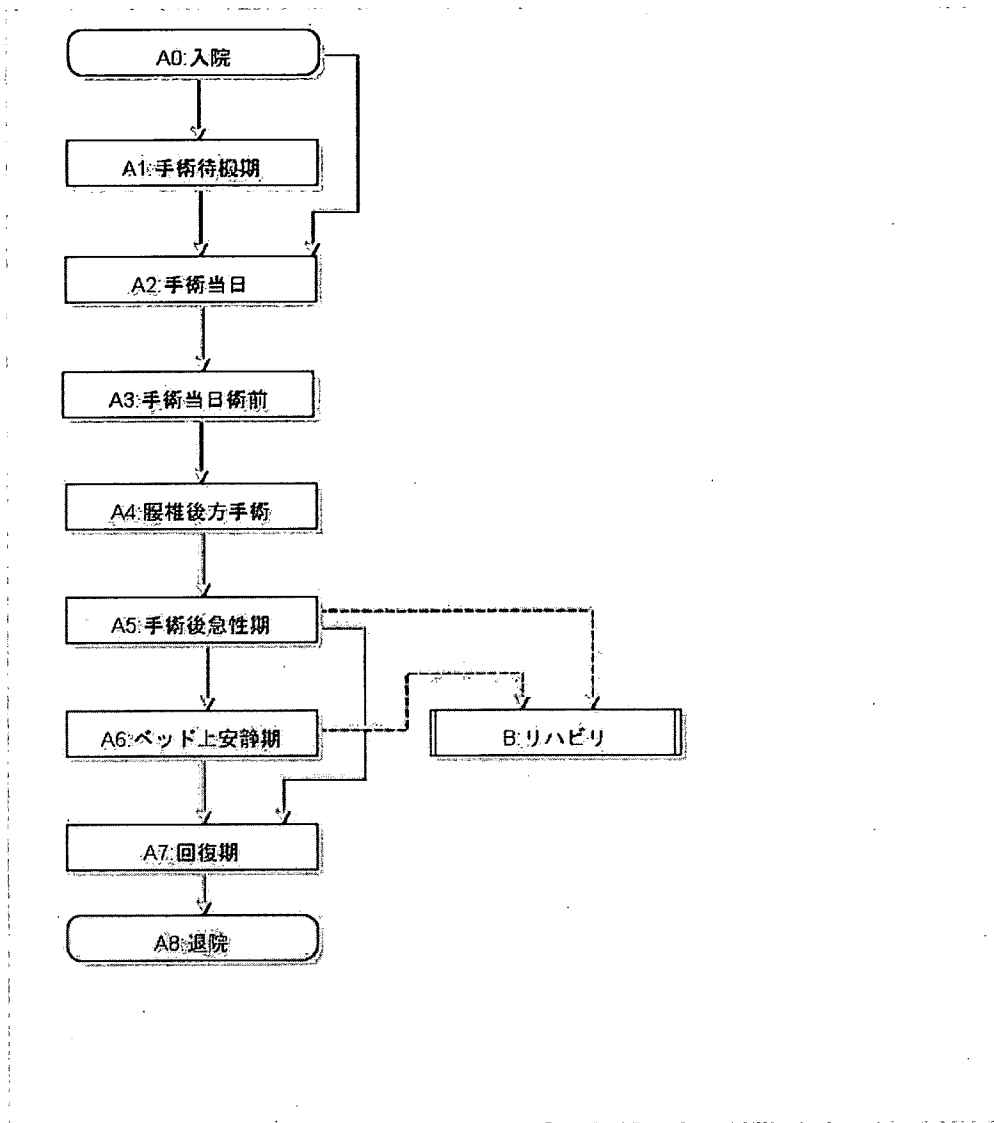 A0:入院
A1:手術待機期
A2:手術当日
A3:手術当日術前
A4:腰椎後方手術
A5:手術後急性期
A6:ベッド上安静期
B:リハビリ
A7:回復期
A8:退院